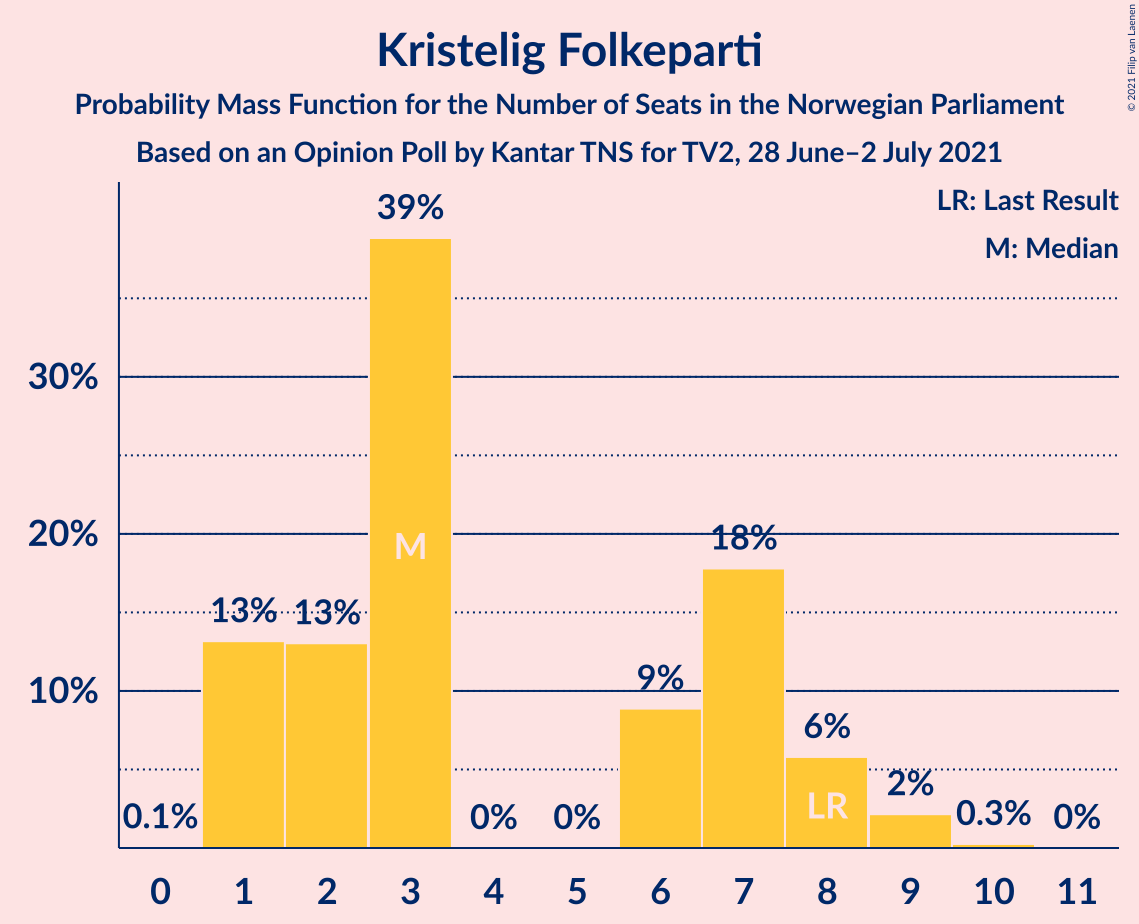 Kristelig Folkeparti
Probability Mass Function for the Number of Seats in the Norwegian Parliament
Based on an Opinion Poll by Kantar TNS for TV2, 28 June–2 July 2021
© 2021 Filip van Laenen
LR: Last Result
M: Median
39%
30%
20%
10%
M
18%
13%
13%
9%
6%
LR
2%
0.1%
0%
0%
0.3%
0%
0 1 2 3 4 5 6 7 8 9 10 11